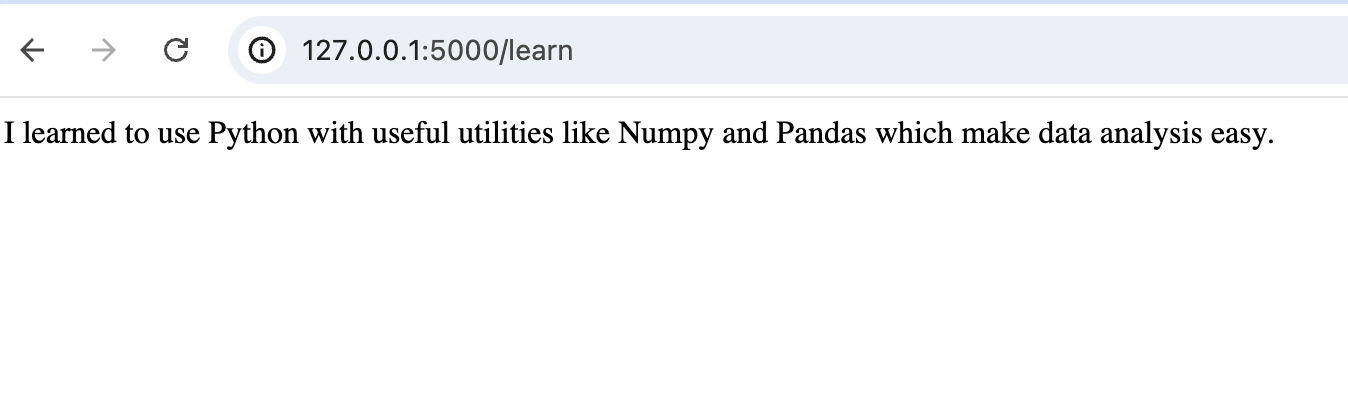 127.0.0.1:5000/learn
I learned to use Python with useful utilities like Numpy and Pandas which make data analysis easy.